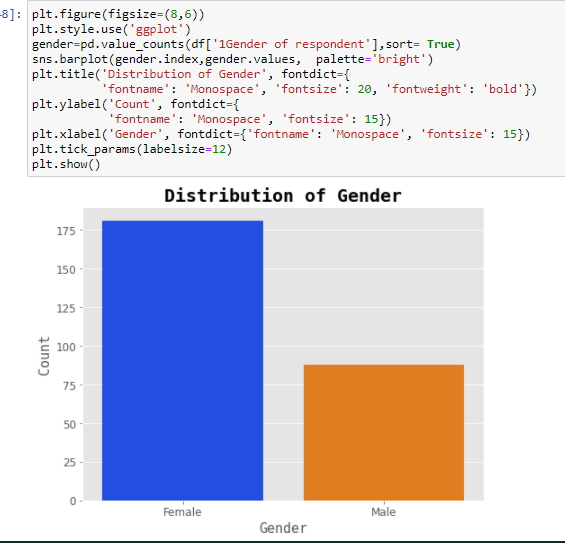 8]:
plt.figure(figsize=(8,6))
plt.style.use('ggplot')
gender=pd.value_counts(df['1Gender of respondent'],sort= True)
sns.barplot(gender.index,gender.values,  palette='bright')
plt.title('Distribution of Gender', fontdict={
          'fontname': 'Monospace', 'fontsize': 20, 'fontweight': 'bold'})
plt.ylabel('Count', fontdict={
           'fontname': 'Monospace', 'fontsize': 15})
plt.xlabel('Gender', fontdict={'fontname': 'Monospace', 'fontsize': 15})
plt.tick_params(labelsize=12)
plt.show()
Distribution of Gender
175
150
125
100
75
50
25
0
Count
Female Male
Gender